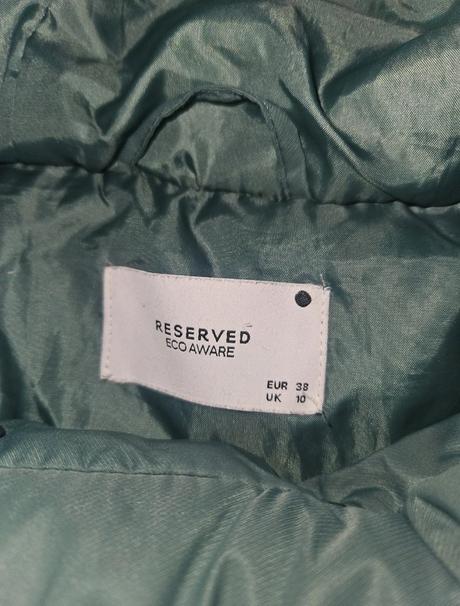 RESERVED
ECO AWARE
EUR 38
UK 10